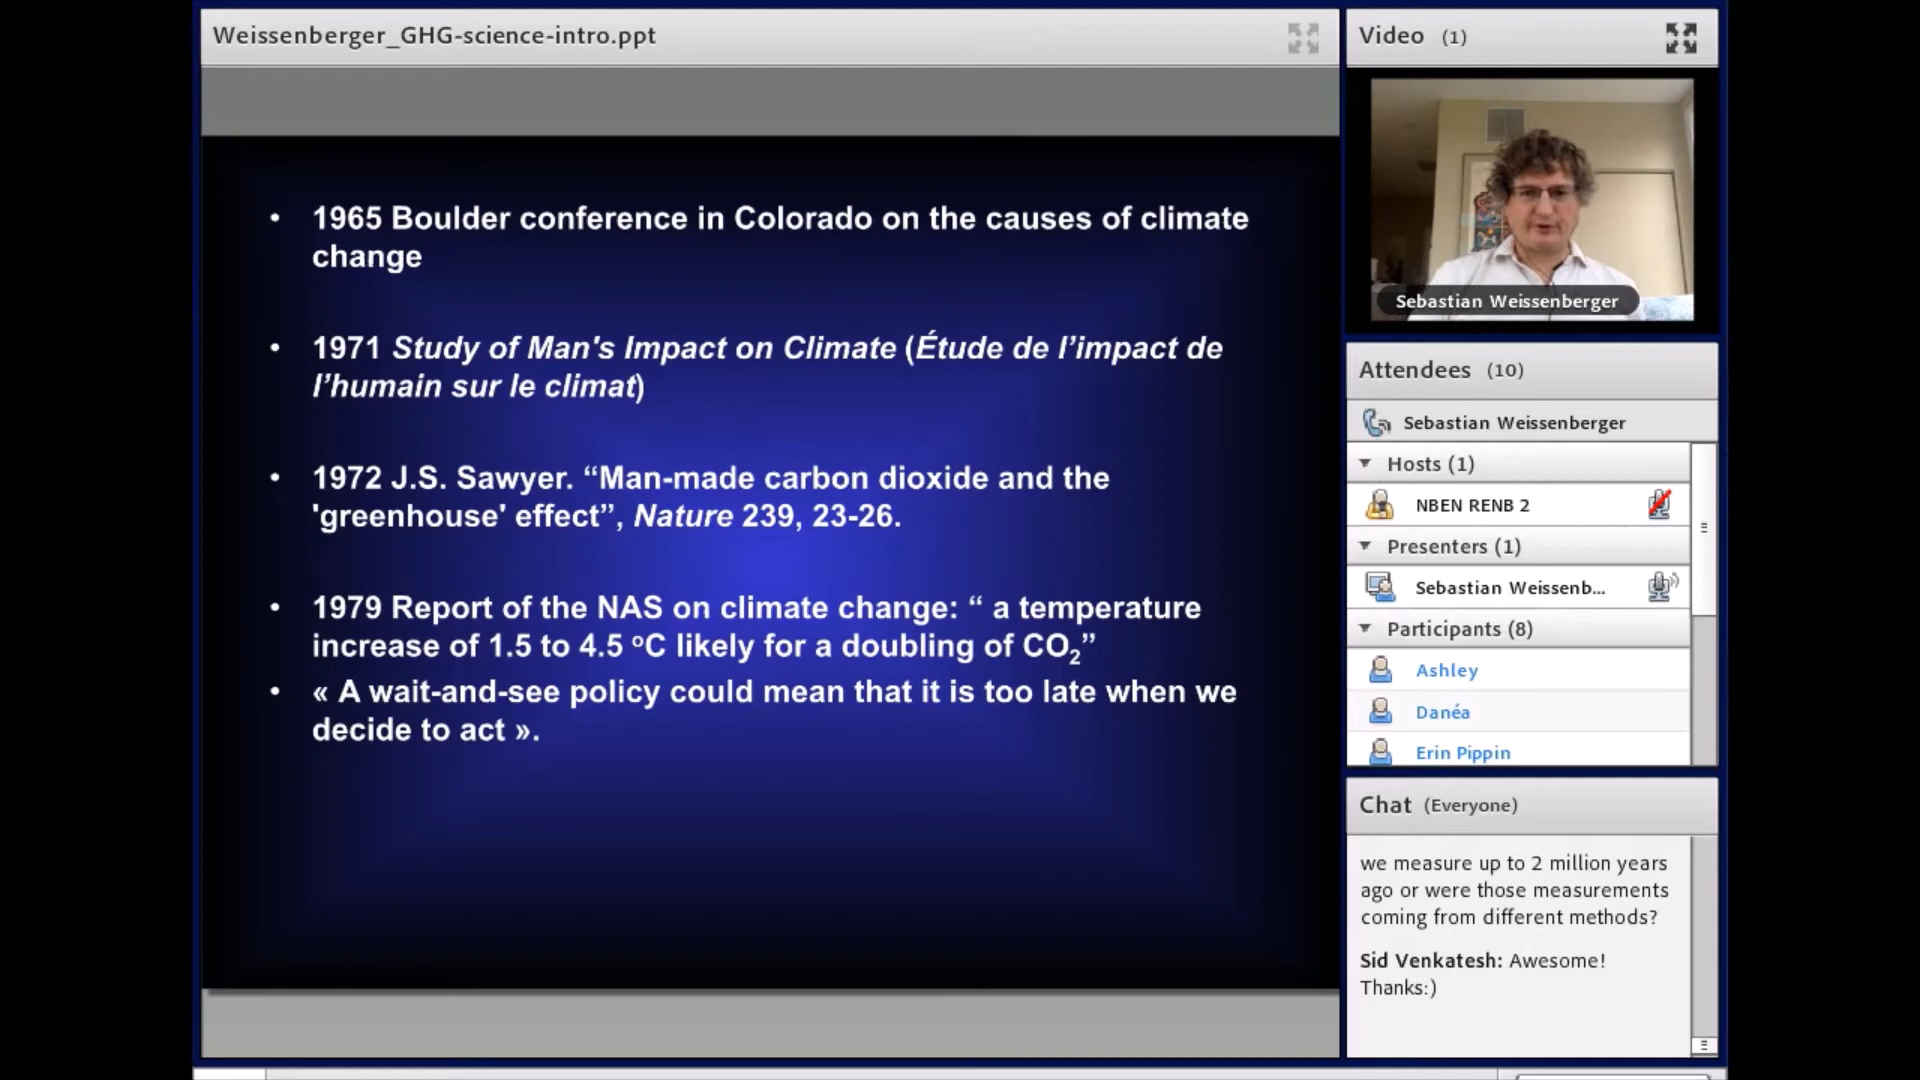 Weissenberger_GHG-science-intro.ppt
• 1965 Boulder conference in Colorado on the causes of climate
change
• 1971 Study of Man's Impact on Climate (Étude de l’impact de
l’humain sur le climat)
• 1972 J.S. Sawyer. “Man-made carbon dioxide and the
'greenhouse' effect”, Nature 239, 23-26.
• 1979 Report of the NAS on climate change: “ a temperature
increase of 1.5 to 4.5 ºC likely for a doubling of CO₂”
• « A wait-and-see policy could mean that it is too late when we
decide to act ».
Video (1)
Sebastian Weissenberger
Attendees (10)
Sebastian Weissenberger
Hosts (1)
NBEN RENB 2
Presenters (1)
Sebastian Weissenb...
Participants (8)
Ashley
Danéa
Erin Pippin
Chat (Everyone)
we measure up to 2 million years
ago or were those measurements
coming from different methods?
Sid Venkatesh: Awesome!
Thanks:)